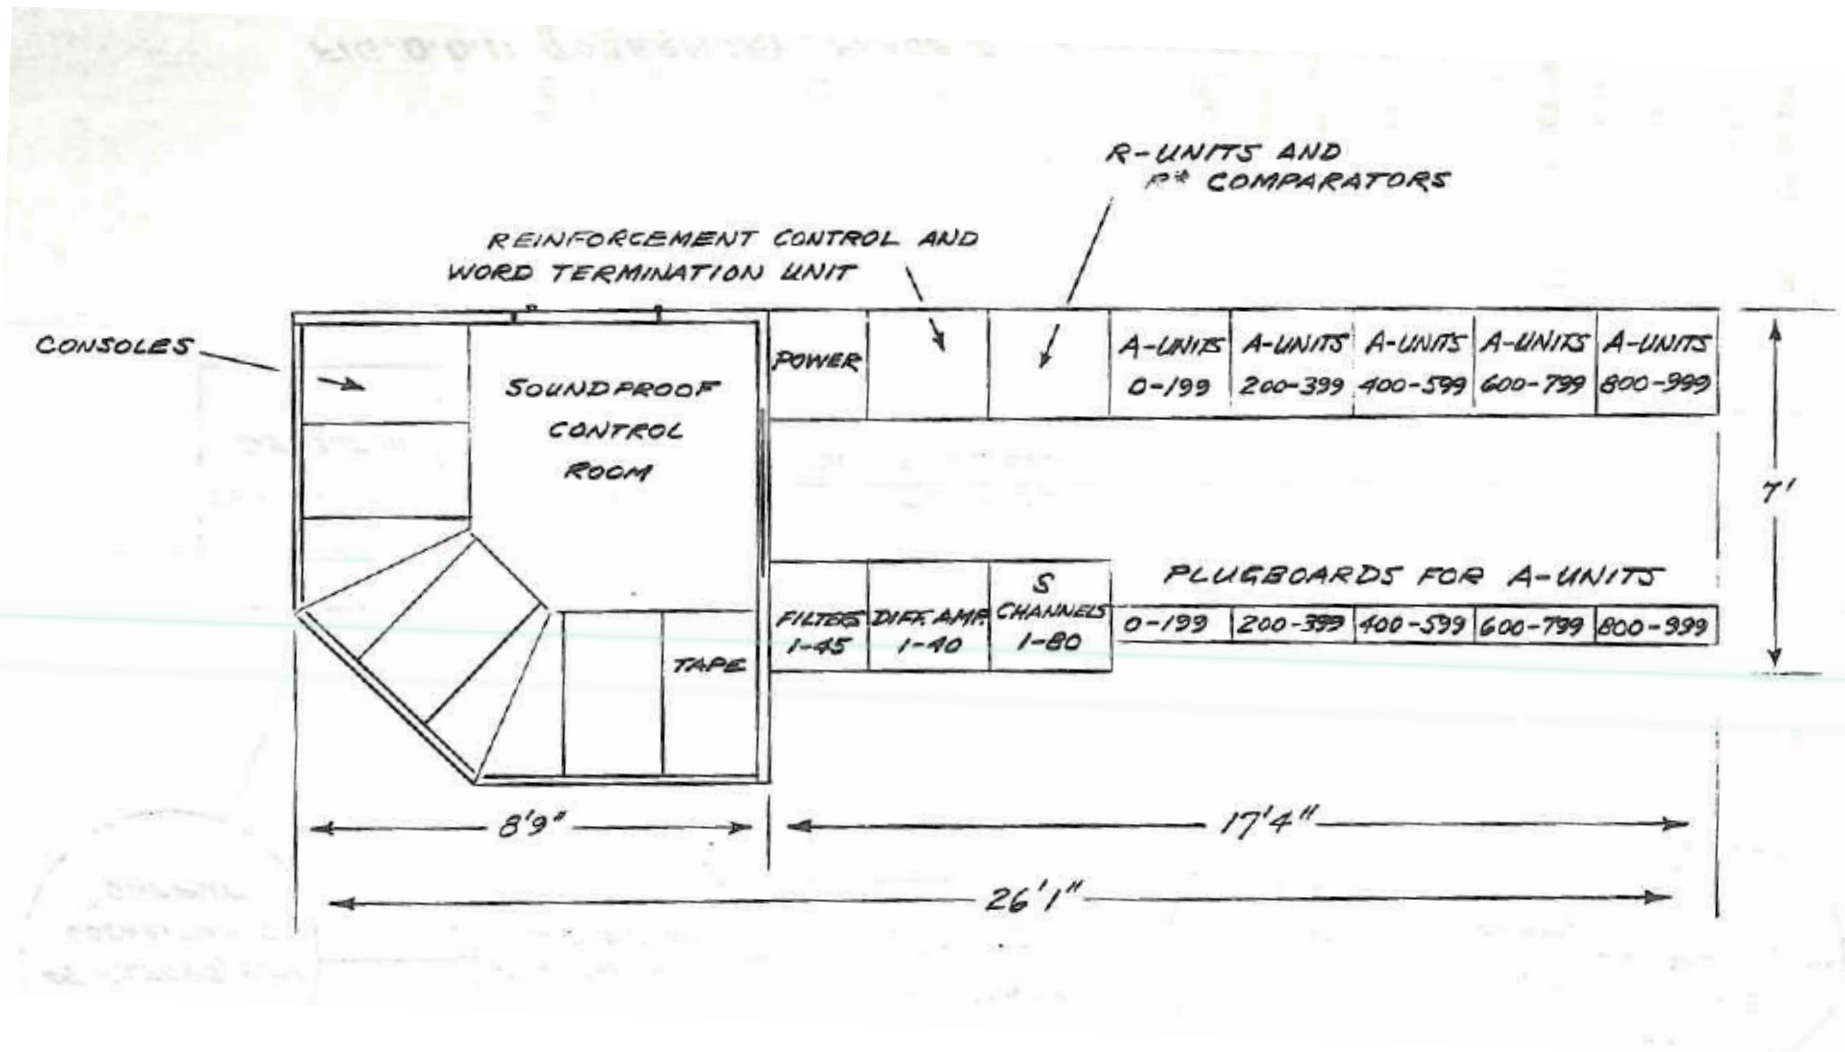 R-UNITS AND
R* COMPARATORS
REINFORCEMENT CONTROL AND
WORD TERMINATION UNIT
CONSOLES
SOUNDPROOF
CONTROL
ROOM
POWER
A-UNITS
0-199
A-UNITS
200-399
A-UNITS
400-599
A-UNITS
600-799
A-UNITS
800-999
7'
TAPE
FILTERS
1-45
DIFF. AMP.
1-40
S
CHANNELS
1-80
PLUGBOARDS FOR A-UNITS
0-199
200-399
400-599
600-799
800-999
8'9"
17'4"
26'1"